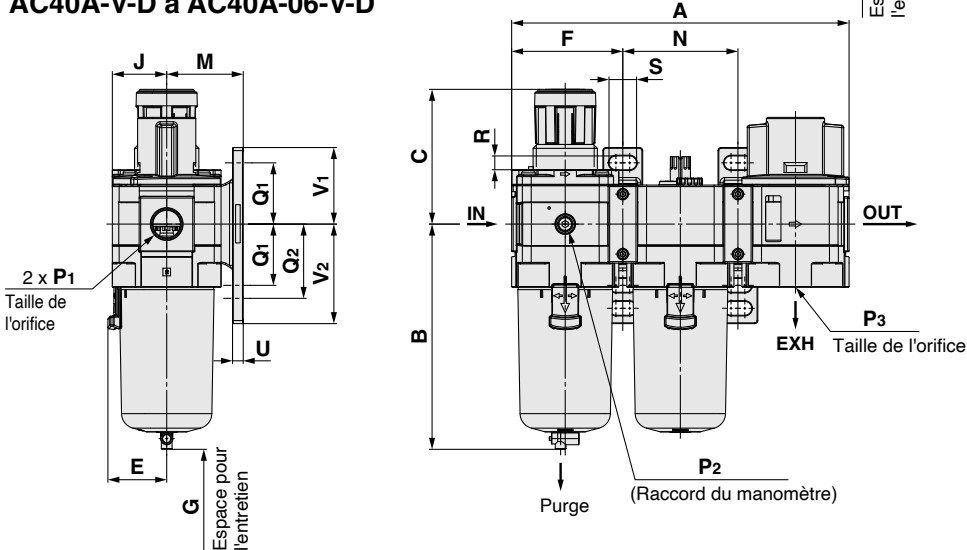 AC40A-V-D à AC40A-06-V-D
A
F
N
S
J
M
R
C
Q1
V1
IN
OUT
Q1
Q2
V2
2 x P1
Taille de
l'orifice
U
B
P3
EXH
Taille de l'orifice
E
G
Espace pour
l'entretien
P2
(Raccord du manomètre)
Purge